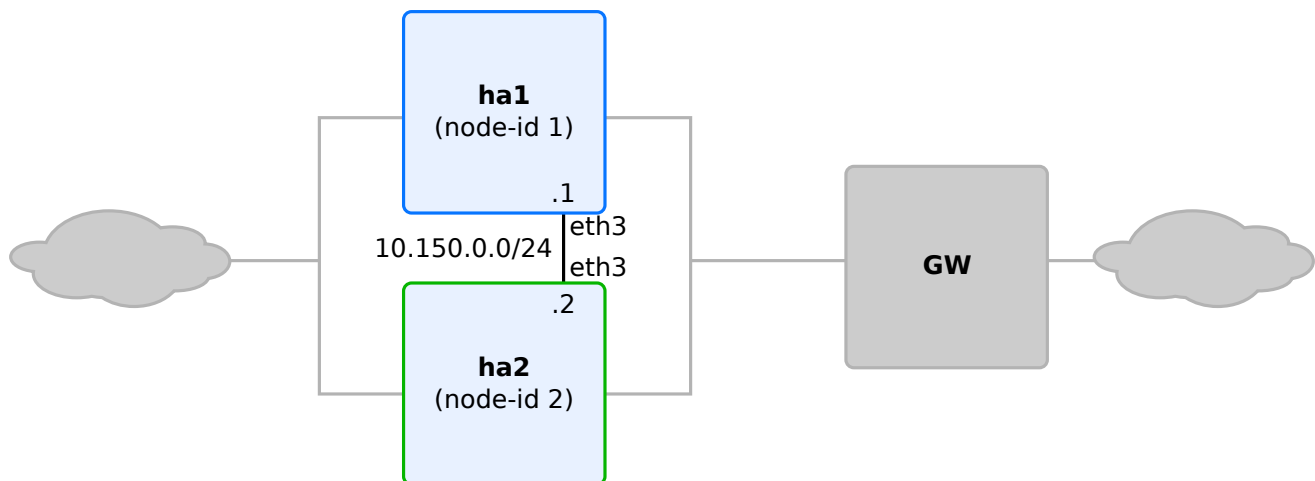 ha1
(node-id 1)
.1
eth3
10.150.0.0/24
eth3
.2
ha2
(node-id 2)
GW